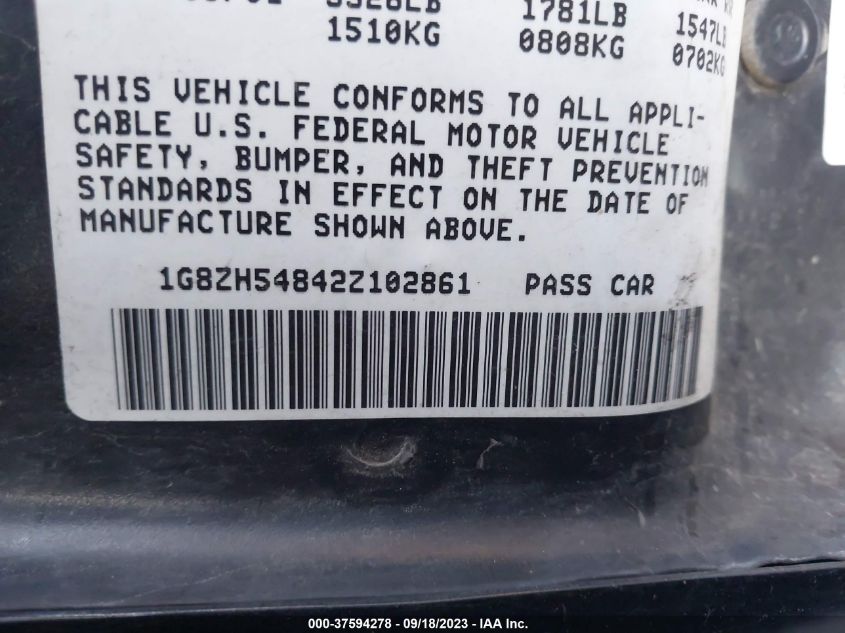 1781LB 1547LB
1510KG 0808KG 0702KG
THIS VEHICLE CONFORMS TO ALL APPLI-
CABLE U.S. FEDERAL MOTOR VEHICLE
SAFETY, BUMPER, AND THEFT PREVENTION
STANDARDS IN EFFECT ON THE DATE OF
MANUFACTURE SHOWN ABOVE.
1G8ZH54842Z102861 PASS CAR
000-37594278 - 09/18/2023 - © IAA, Inc.